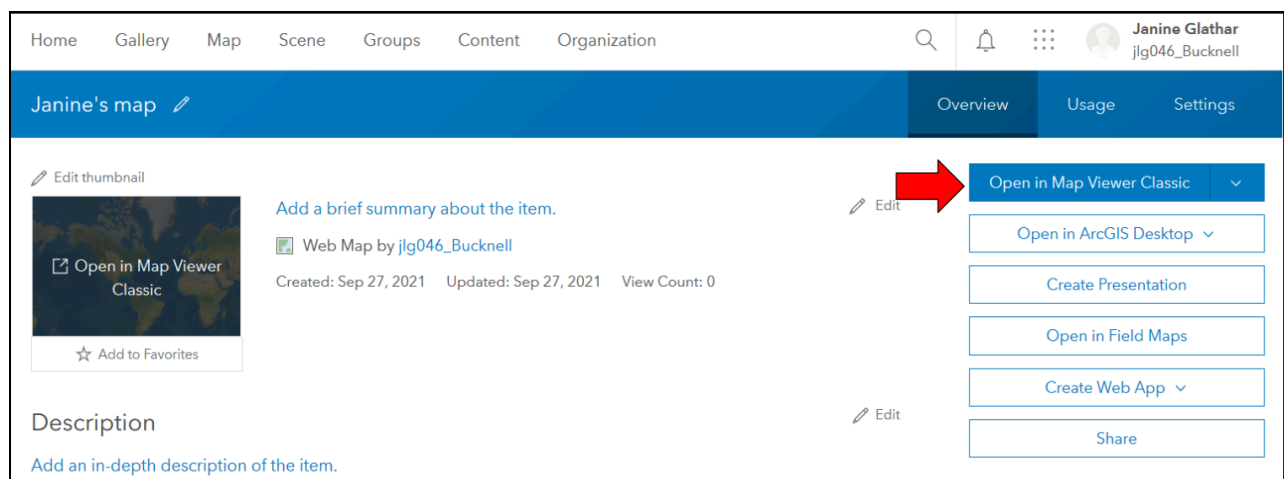 Home Gallery Map Scene Groups Content Organization
Janine Glathar
jlg046_Bucknell
Janine's map
Overview Usage Settings
Edit thumbnail
Open in Map Viewer
Classic
Add to Favorites
Add a brief summary about the item.
Edit
Web Map by jlg046_Bucknell
Created: Sep 27, 2021 Updated: Sep 27, 2021 View Count: 0
Open in Map Viewer Classic
Open in ArcGIS Desktop
Create Presentation
Open in Field Maps
Create Web App
Share
Description
Edit
Add an in-depth description of the item.